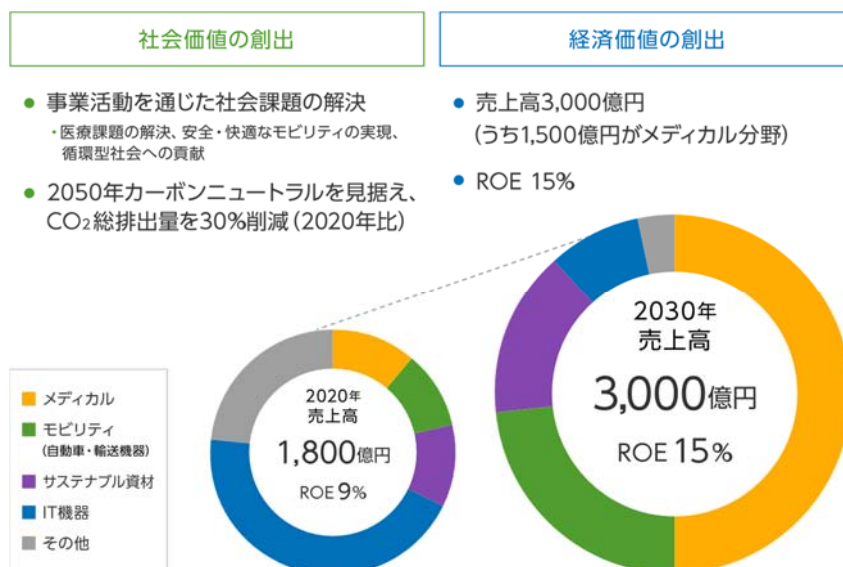 社会価値の創出
● 事業活動を通じた社会課題の解決
・医療課題の解決、安全・快適なモビリティの実現、
循環型社会への貢献
● 2050年カーボンニュートラルを見据え、
CO₂総排出量を30%削減(2020年比)
経済価値の創出
● 売上高3,000億円
(うち1,500億円がメディカル分野)
● ROE 15%
メディカル
モビリティ
(自動車・輸送機器)
サステナブル資材
IT機器
その他
2020年
売上高
1,800億円
ROE 9%
2030年
売上高
3,000億円
ROE 15%